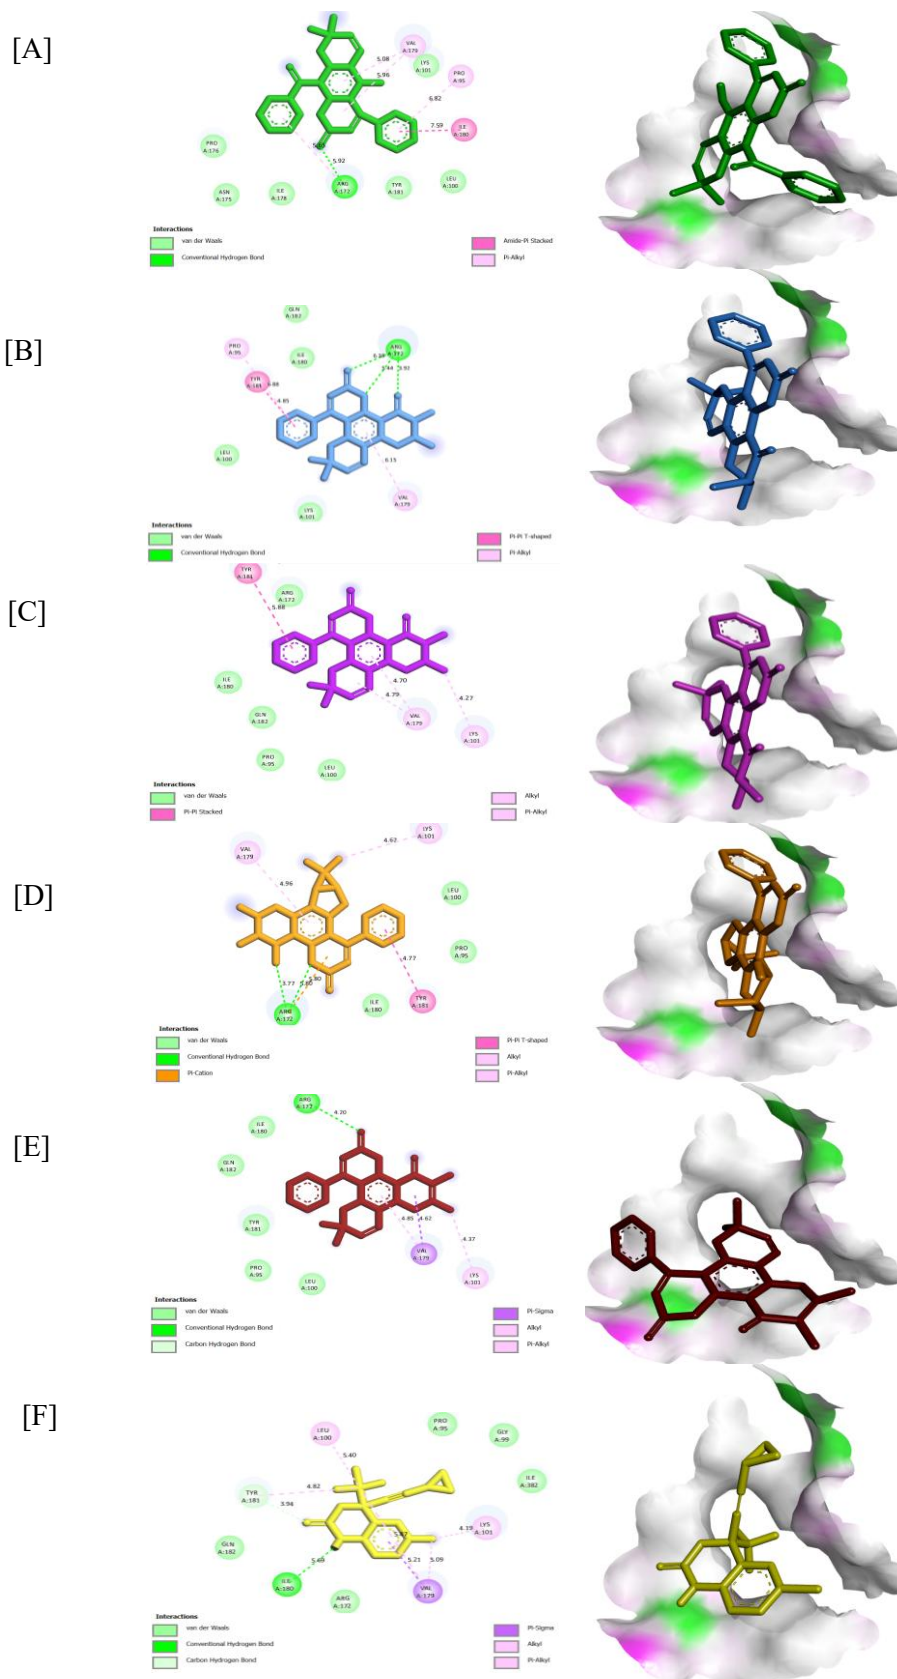 [A]
VAL
A:179
LYS
A:101
PRO
A:95
5.08
5.96
6.82
7.59
ILE
A:180
PRO
A:176
5.92
ASN
A:175
ILE
A:178
ARG
A:172
TYR
A:181
LEU
A:100
Interactions
van der Waals
Conventional Hydrogen Bond
Amide-Pi Stacked
Pi-Alkyl
[B]
GLN
A:182
PRO
A:95
ILE
A:180
ARG
A:172
5.44
3.92
TYR
A:181
4.85
LEU
A:100
LYS
A:101
VAL
A:179
Interactions
van der Waals
Conventional Hydrogen Bond
Pi-Pi T-shaped
Pi-Alkyl
[C]
TYR
A:181
5.88
ARG
A:172
ILE
A:180
GLN
A:182
PRO
A:95
LEU
A:100
4.70
4.79
4.27
VAL
A:179
LYS
A:101
Interactions
van der Waals
Pi-Pi Stacked
Alkyl
Pi-Alkyl
[D]
LYS
A:101
4.62
VAL
A:179
4.96
LEU
A:100
PRO
A:95
4.77
3.77
5.80
ARG
A:172
ILE
A:180
TYR
A:181
Interactions
van der Waals
Conventional Hydrogen Bond
Pi-Cation
Pi-Pi T-shaped
Alkyl
Pi-Alkyl
[E]
ARG
A:172
4.20
ILE
A:180
GLN
A:182
TYR
A:181
PRO
A:95
LEU
A:100
4.85
4.62
4.37
VAL
A:179
LYS
A:101
Interactions
van der Waals
Conventional Hydrogen Bond
Carbon Hydrogen Bond
Pi-Sigma
Alkyl
Pi-Alkyl
[F]
LEU
A:100
PRO
A:95
GLY
A:99
5.40
ILE
A:382
TYR
A:181
4.82
3.94
LYS
A:101
4.39
5.21
5.09
GLN
A:182
ILE
A:180
ARG
A:172
VAL
A:179
Interactions
van der Waals
Conventional Hydrogen Bond
Carbon Hydrogen Bond
Pi-Sigma
Alkyl
Pi-Alkyl